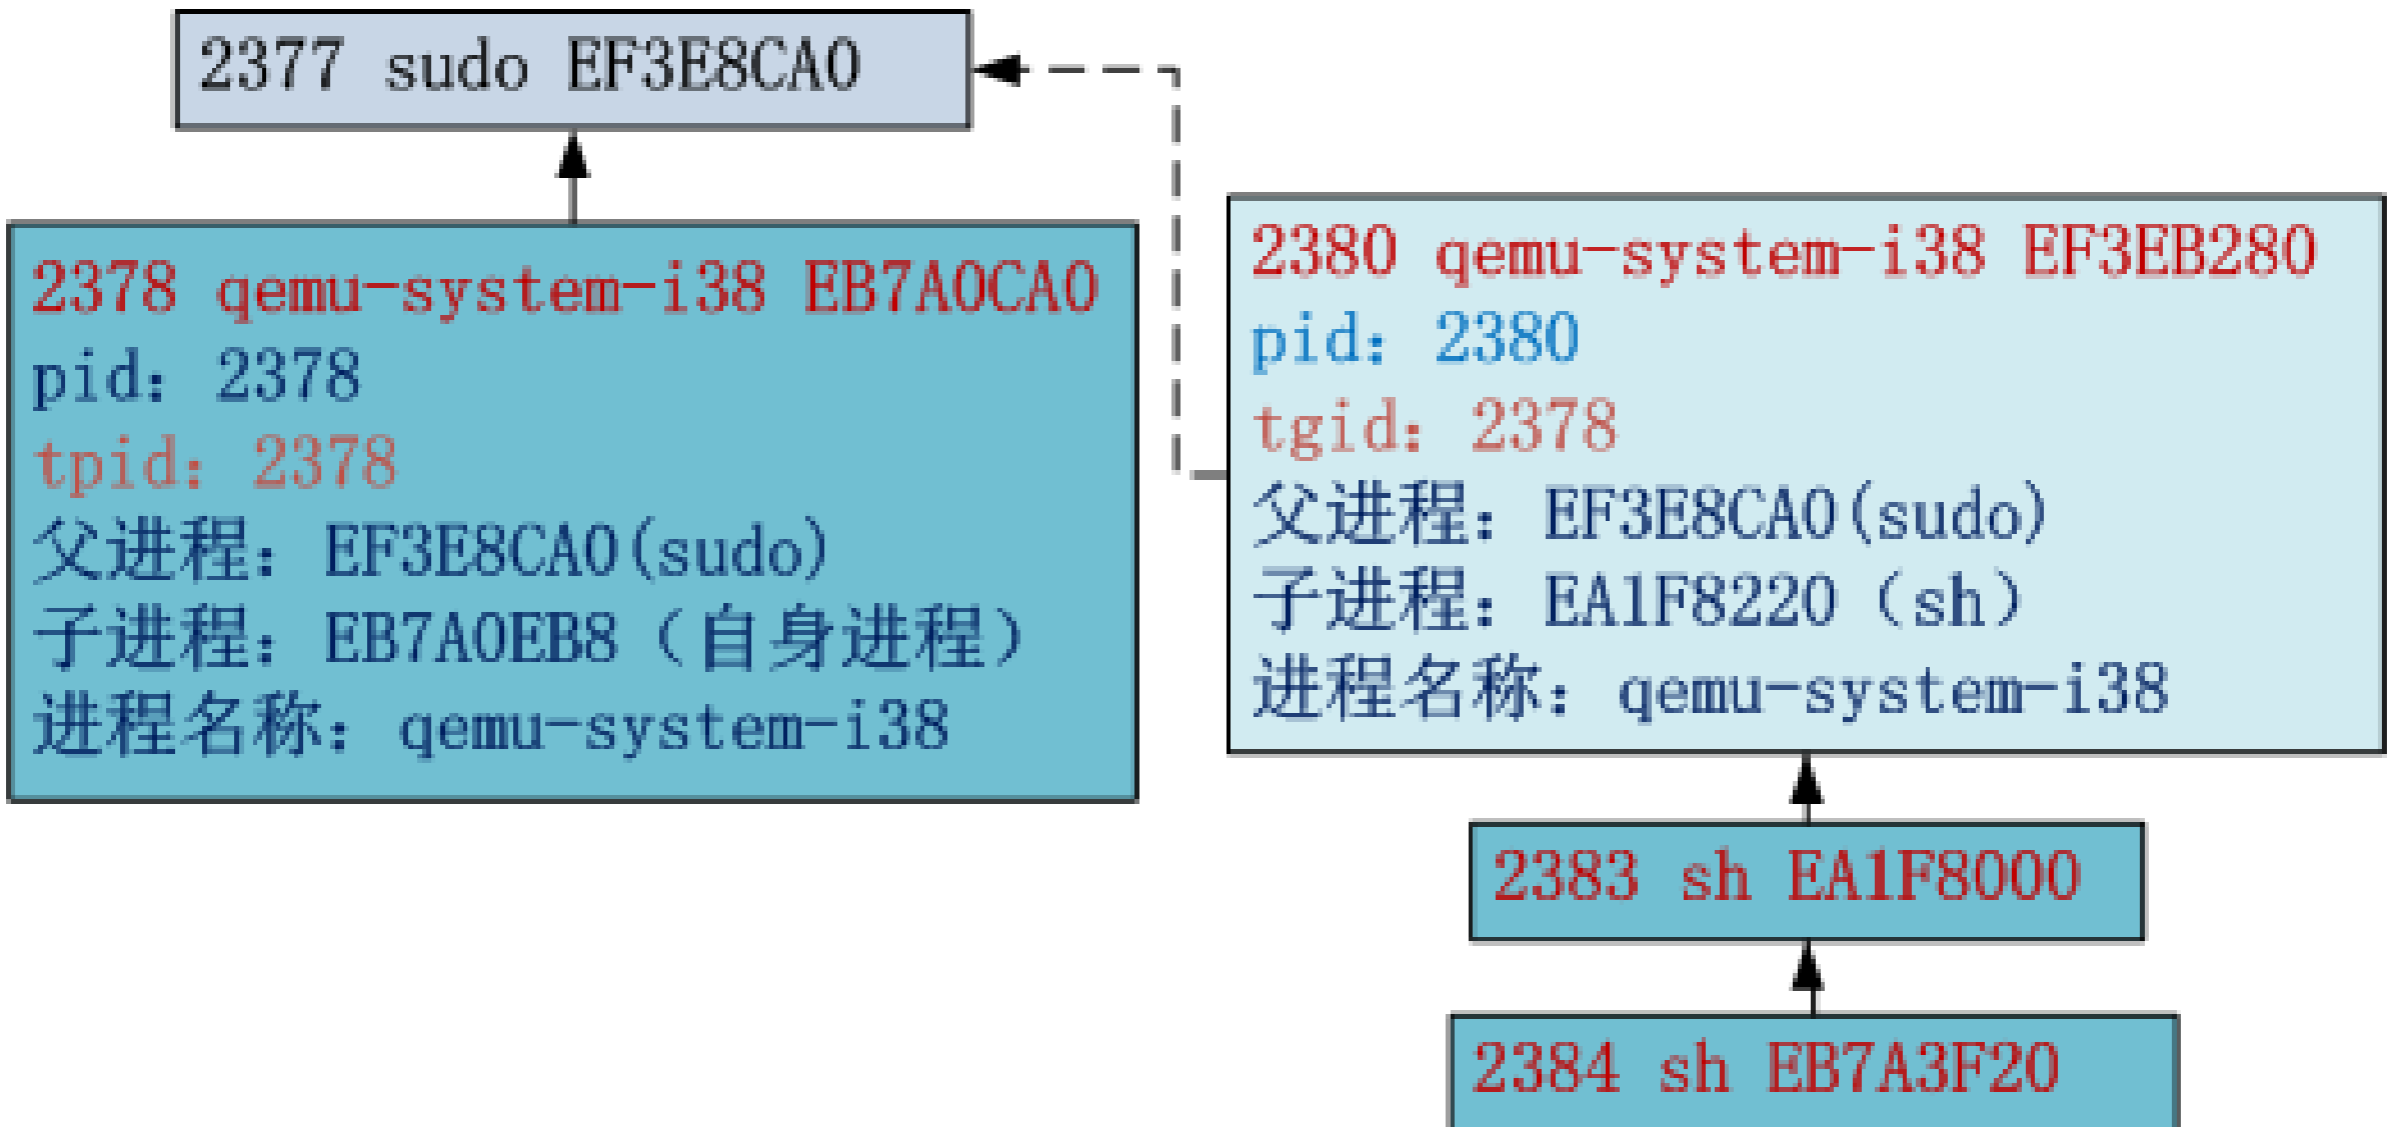 2377 sudo EF3E8CA0
2378 qemu-system-i38 EB7A0CA0
pid：2378
tpid：2378
父进程：EF3E8CA0(sudo)
子进程：EB7A0EB8（自身进程）
进程名称：qemu-system-i38
2380 qemu-system-i38 EF3EB280
pid：2380
tgid：2378
父进程：EF3E8CA0(sudo)
子进程：EA1F8220（sh）
进程名称：qemu-system-i38
2383 sh EA1F8000
2384 sh EB7A3F20